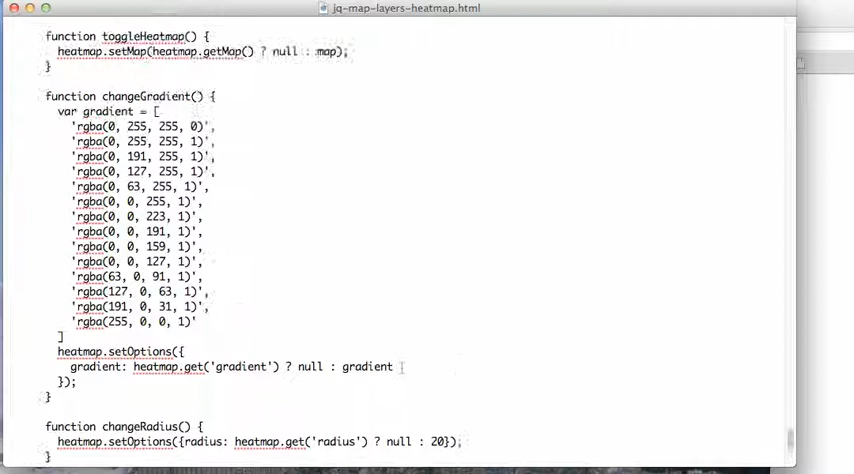 jq-map-layers-heatmap.html
function toggleHeatmap() {
heatmap.setMap(heatmap.getMap() ? null : map);
}
function changeGradient() {
var gradient = [
'rgba(0, 255, 255, 0)',
'rgba(0, 255, 255, 1)',
'rgba(0, 191, 255, 1)',
'rgba(0, 127, 255, 1)',
'rgba(0, 63, 255, 1)',
'rgba(0, 0, 255, 1)',
'rgba(0, 0, 223, 1)',
'rgba(0, 0, 191, 1)',
'rgba(0, 0, 159, 1)',
'rgba(0, 0, 127, 1)',
'rgba(63, 0, 91, 1)',
'rgba(127, 0, 63, 1)',
'rgba(191, 0, 31, 1)',
'rgba(255, 0, 0, 1)'
]
heatmap.setOptions({
gradient: heatmap.get('gradient') ? null : gradient
});
}
function changeRadius() {
heatmap.setOptions({radius: heatmap.get('radius') ? null : 20});
}